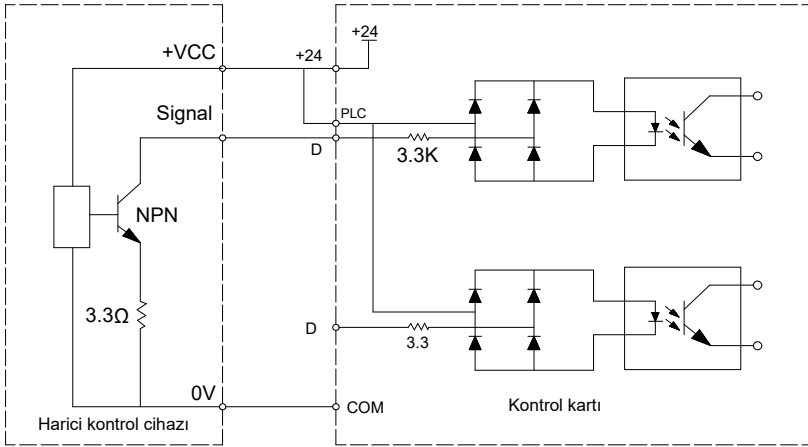 +24
+VCC
+24
Signal
PLC
D
3.3K
NPN
3.3Ω
D
3.3
0V
COM
Harici kontrol cihazı
Kontrol kartı